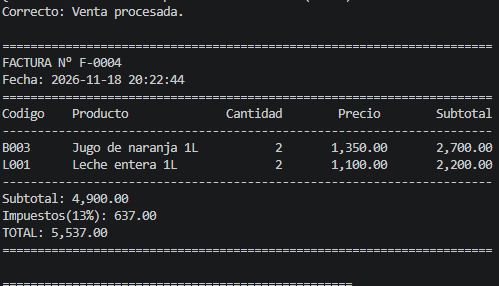 Correcto: Venta procesada.
======================================================================
FACTURA Nº F-0004
Fecha: 2026-11-18 20:22:44
======================================================================
Codigo    Producto              Cantidad        Precio        Subtotal
----------------------------------------------------------------------
B003      Jugo de naranja 1L           2       1,350.00       2,700.00
L001      Leche entera 1L              2       1,100.00       2,200.00
----------------------------------------------------------------------
Subtotal: 4,900.00
Impuestos(13%): 637.00
TOTAL: 5,537.00
======================================================================
==================================================